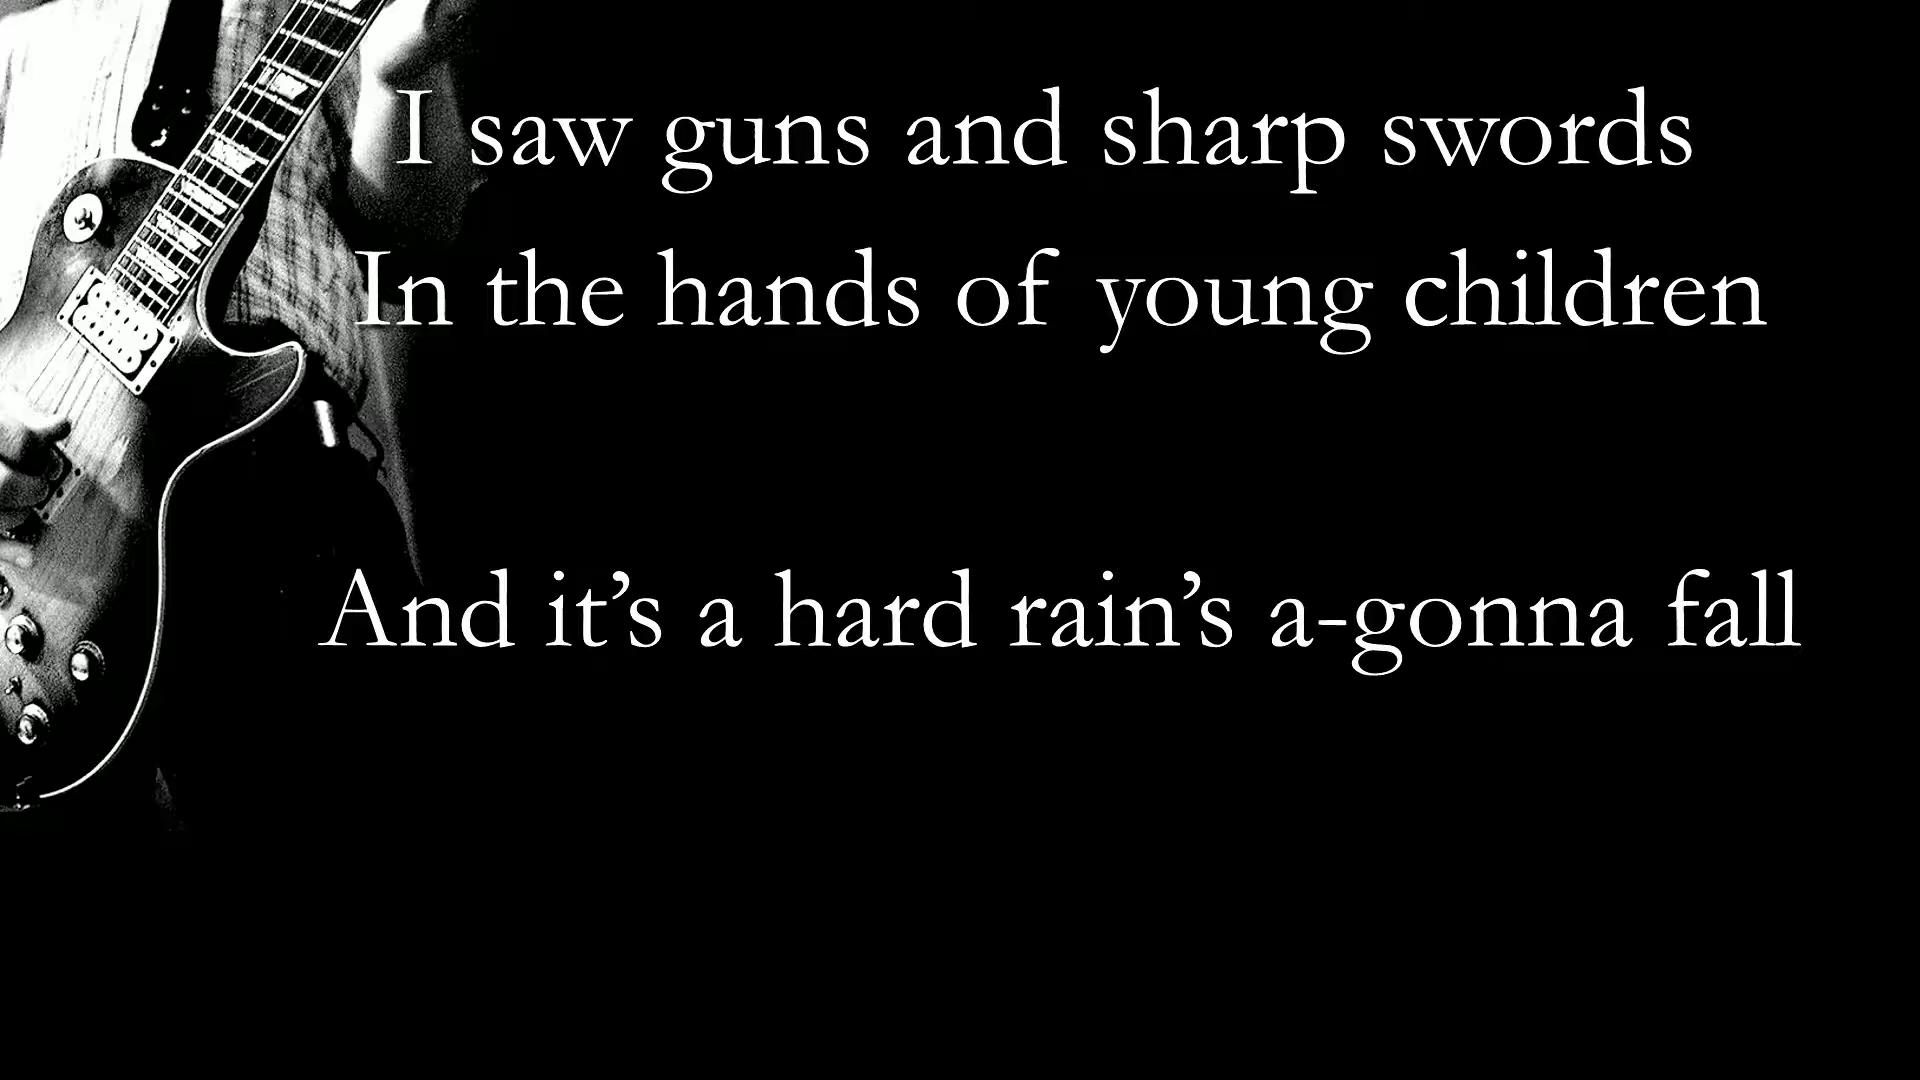 I saw guns and sharp swords
In the hands of young children
And it’s a hard rain’s a-gonna fall